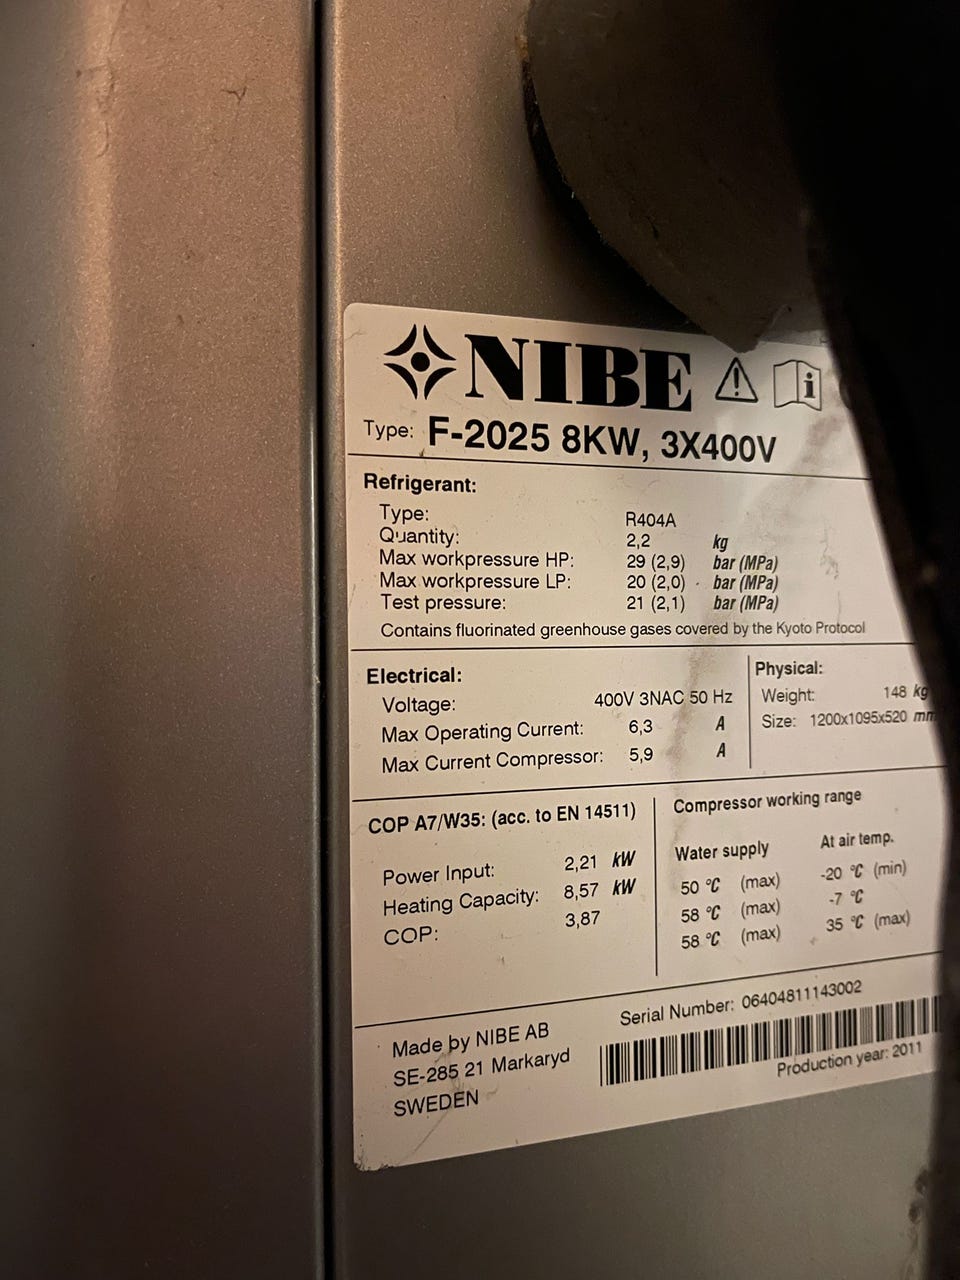 NIBE
Type: F-2025 8KW, 3X400V
Refrigerant:
Type: R404A
Quantity: 2,2 kg
Max workpressure HP: 29 (2,9) bar (MPa)
Max workpressure LP: 20 (2,0) bar (MPa)
Test pressure: 21 (2,1) bar (MPa)
Contains fluorinated greenhouse gases covered by the Kyoto Protocol
Electrical:
Voltage: 400V 3NAC 50 Hz
Max Operating Current: 6,3 A
Max Current Compressor: 5,9 A
Physical:
Weight: 148 kg
Size: 1200x1095x520 mm
COP A7/W35: (acc. to EN 14511)
Power Input: 2,21 kW
Heating Capacity: 8,57 kW
COP: 3,87
Compressor working range
Water supply At air temp.
50 °C (max) -20 °C (min)
58 °C (max) -7 °C
58 °C (max) 35 °C (max)
Made by NIBE AB
SE-285 21 Markaryd
SWEDEN
Serial Number: 06404811143002
Production year: 2011